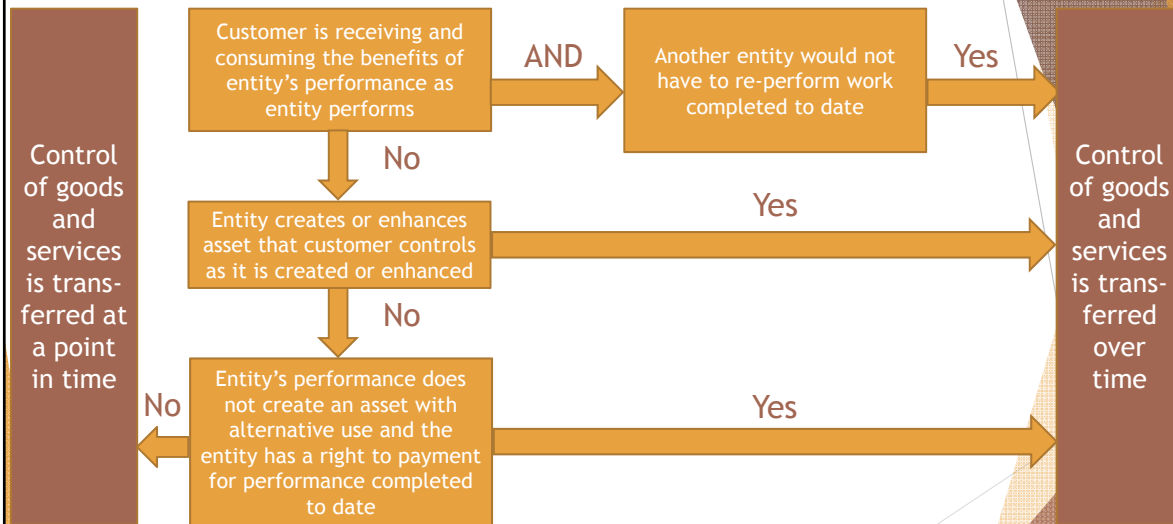 Control
of goods
and
services
is trans-
ferred at
a point
in time
Customer is receiving and
consuming the benefits of
entity's performance as
entity performs
AND
Another entity would not
have to re-perform work
completed to date
Yes
No
Entity creates or enhances
asset that customer controls
as it is created or enhanced
Yes
No
Entity's performance does
not create an asset with
alternative use and the
entity has a right to payment
for performance completed
to date
No
Yes
Control
of goods
and
services
is trans-
ferred
over
time